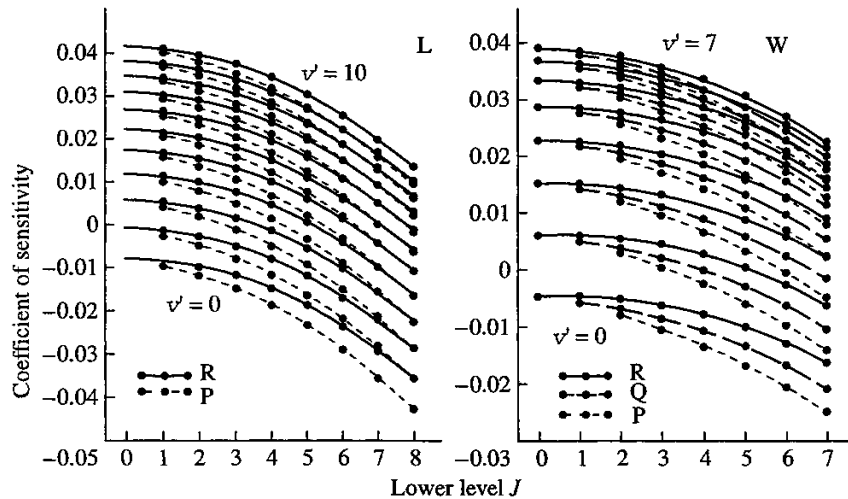 Coefficient of sensitivity
0.04
0.03
0.02
0.01
0
−0.01
−0.02
−0.03
−0.04
−0.05
L
v' = 10
v' = 0
R
P
0 1 2 3 4 5 6 7 8
0.04
0.03
0.02
0.01
0
−0.01
−0.02
−0.03
v' = 7
W
v' = 0
R
Q
P
0 1 2 3 4 5 6 7
Lower level J